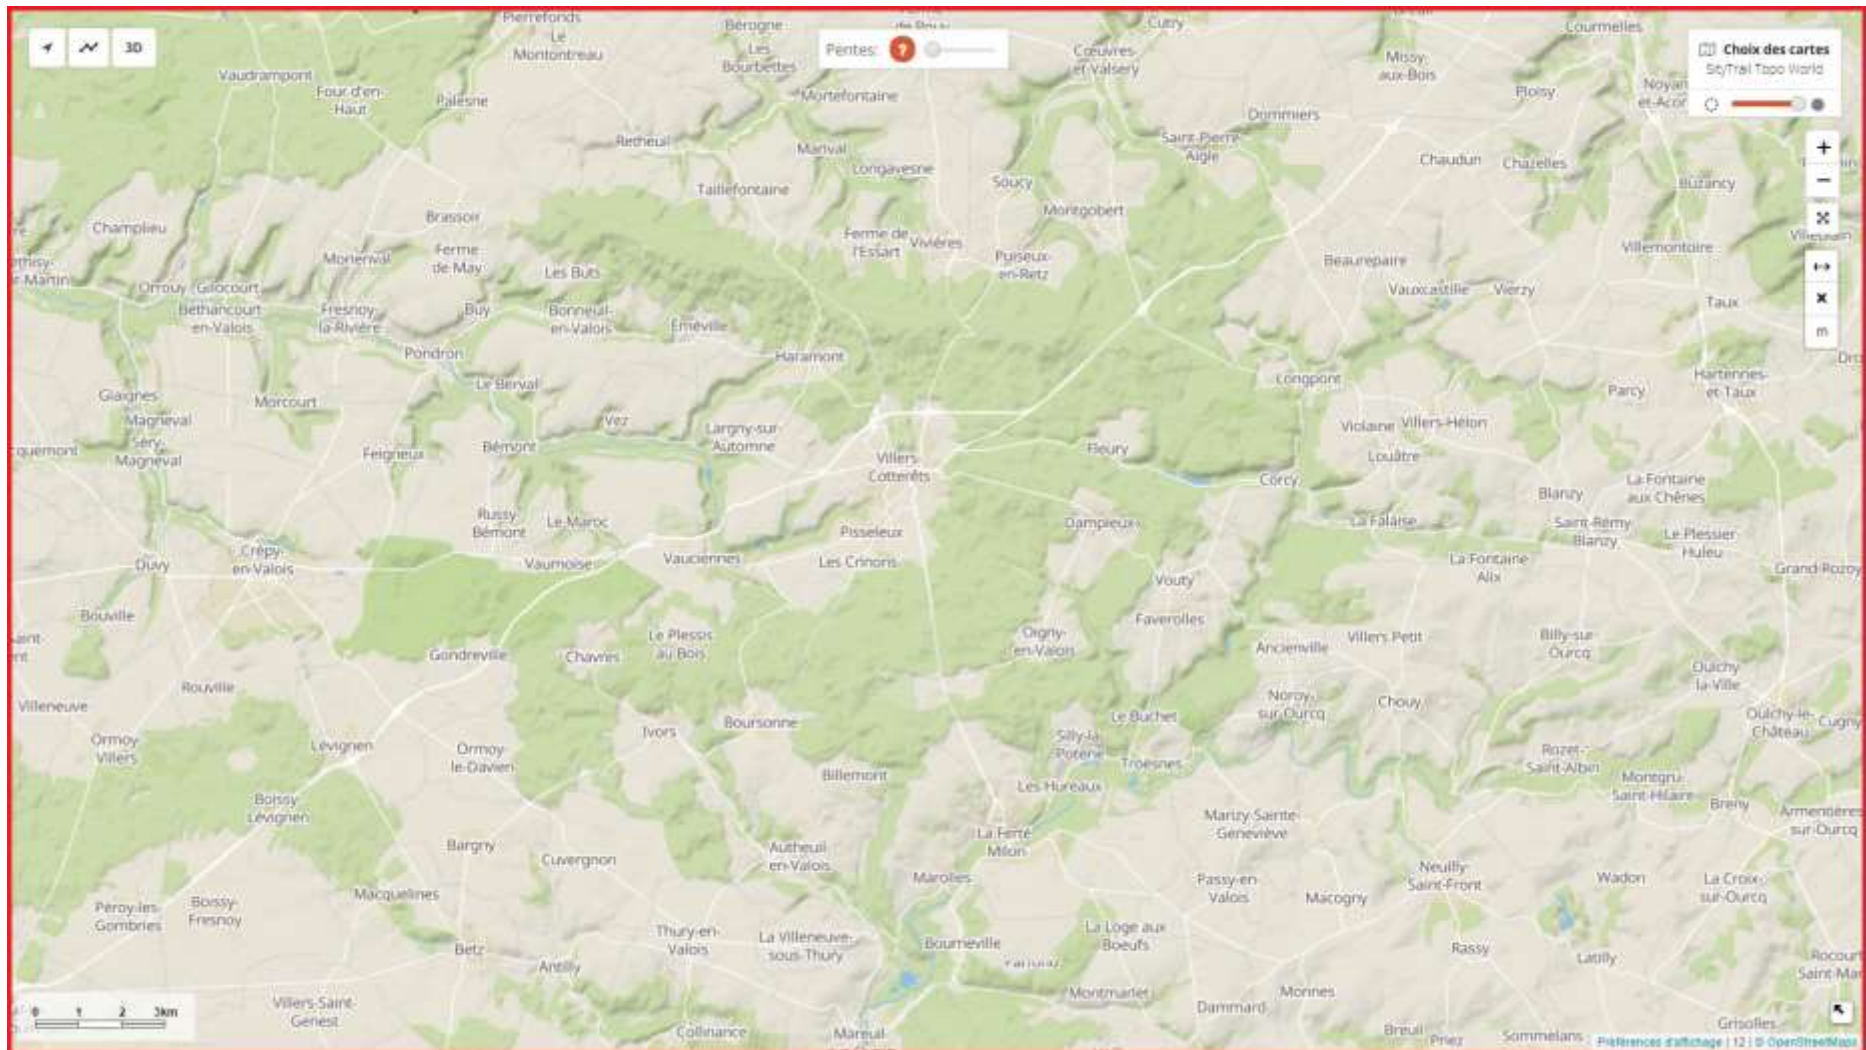 Pierrefonds
Le
Montontreau
Bérogne
Les
Bourbettes
Cutry
Courmelles
3D
Pentes:
?
Cœuvres-
et-Valsery
Missy-
aux-Bois
Choix des cartes
SityTrail Topo World
Vaudrampont
Four-d'en-
Haut
Palesne
Mortefontaine
Ploisy
Dommiers
Retheuil
Marival
Saint-Pierre-
Aigle
Chaudun
Chazelles
Longavesne
Taillefontaine
Soucy
Buzancy
Brassoir
Montgobert
Champlieu
Ferme de
l'Essart
Vivières
Villemontoire
Morienval
Ferme
de May
Puiseux-
en-Retz
Beaurepaire
Les Buts
Orrouy
Gilocourt
Vauxcastille
Vierzy
Taux
Béthancourt-
en-Valois
Fresnoy-
la-Rivière
Buy
Bonneuil-
en-Valois
Éméville
m
Pondron
Haramont
Longpont
Hartennes-
et-Taux
Le Berval
Parcy
Glaignes
Morcourt
Magneval
Vez
Largny-sur-
Automne
Violaine
Villers-Hélon
Séry-
Magneval
Feigneux
Bémont
Fleury
Louâtre
Villers-
Cotterêts
Corcy
La Fontaine
aux Chênes
Blanzy
Russy-
Bémont
Le Maroc
Pisseleux
Dampleux
La Falaise
Saint-Rémy-
Blanzy
Le Plessier-
Huleu
Crépy-
en-Valois
Duvy
Vaumoise
Vauciennes
Les Crinons
La Fontaine
Alix
Grand-Rozoy
Vouty
Bouville
Faverolles
Le Plessis
au Bois
Oigny-
en-Valois
Villers Petit
Billy-sur-
Ourcq
Gondreville
Chavres
Ancienville
Oulchy-
la-Ville
Rouville
Villeneuve
Noroy-
sur-Ourcq
Chouy
Boursonne
Le Buchet
Oulchy-le-
Château
Cugny
Ormoy-
Villers
Lévignen
Ormoy-
le-Davien
Ivors
Silly-la-
Poterie
Troësnes
Rozet-
Saint-Albin
Billemont
Les Hureaux
Montgru-
Saint-Hilaire
Boissy-
Lévignen
Breny
Armentières-
sur-Ourcq
Marizy-Sainte-
Geneviève
Bargny
Cuvergnon
Autheuil-
en-Valois
La Ferté-
Milon
Marolles
Neuilly-
Saint-Front
Passy-en-
Valois
Macogny
Wadon
La Croix-
sur-Ourcq
Macquelines
Péroy-les-
Gombries
Boissy-
Fresnoy
Thury-en-
Valois
La Villeneuve-
sous-Thury
Bourneville
La Loge aux
Boeufs
Betz
Rassy
Latilly
Antilly
Montmarlet
Monnes
Dammard
Villers-Saint-
Genest
0 1 2 3km
Collinance
Mareuil-
Breuil
Priez
Sommelans
Grisolles
Préférences d'affichage | 12 | © OpenStreetMaps